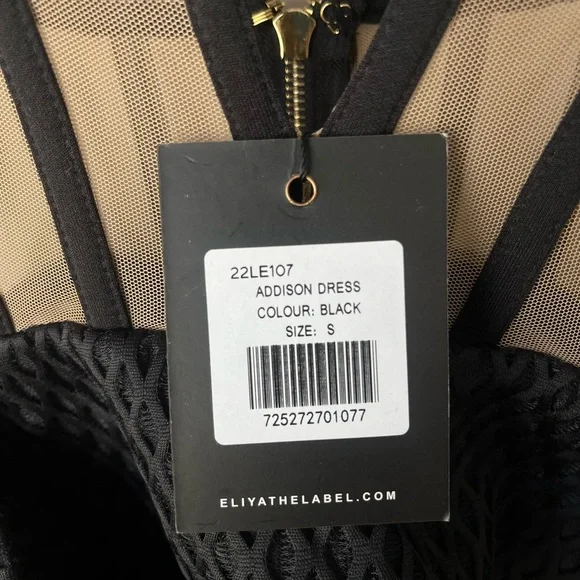 22LE107
ADDISON DRESS
COLOUR: BLACK
SIZE: S
725272701077
ELIYATHELABEL.COM